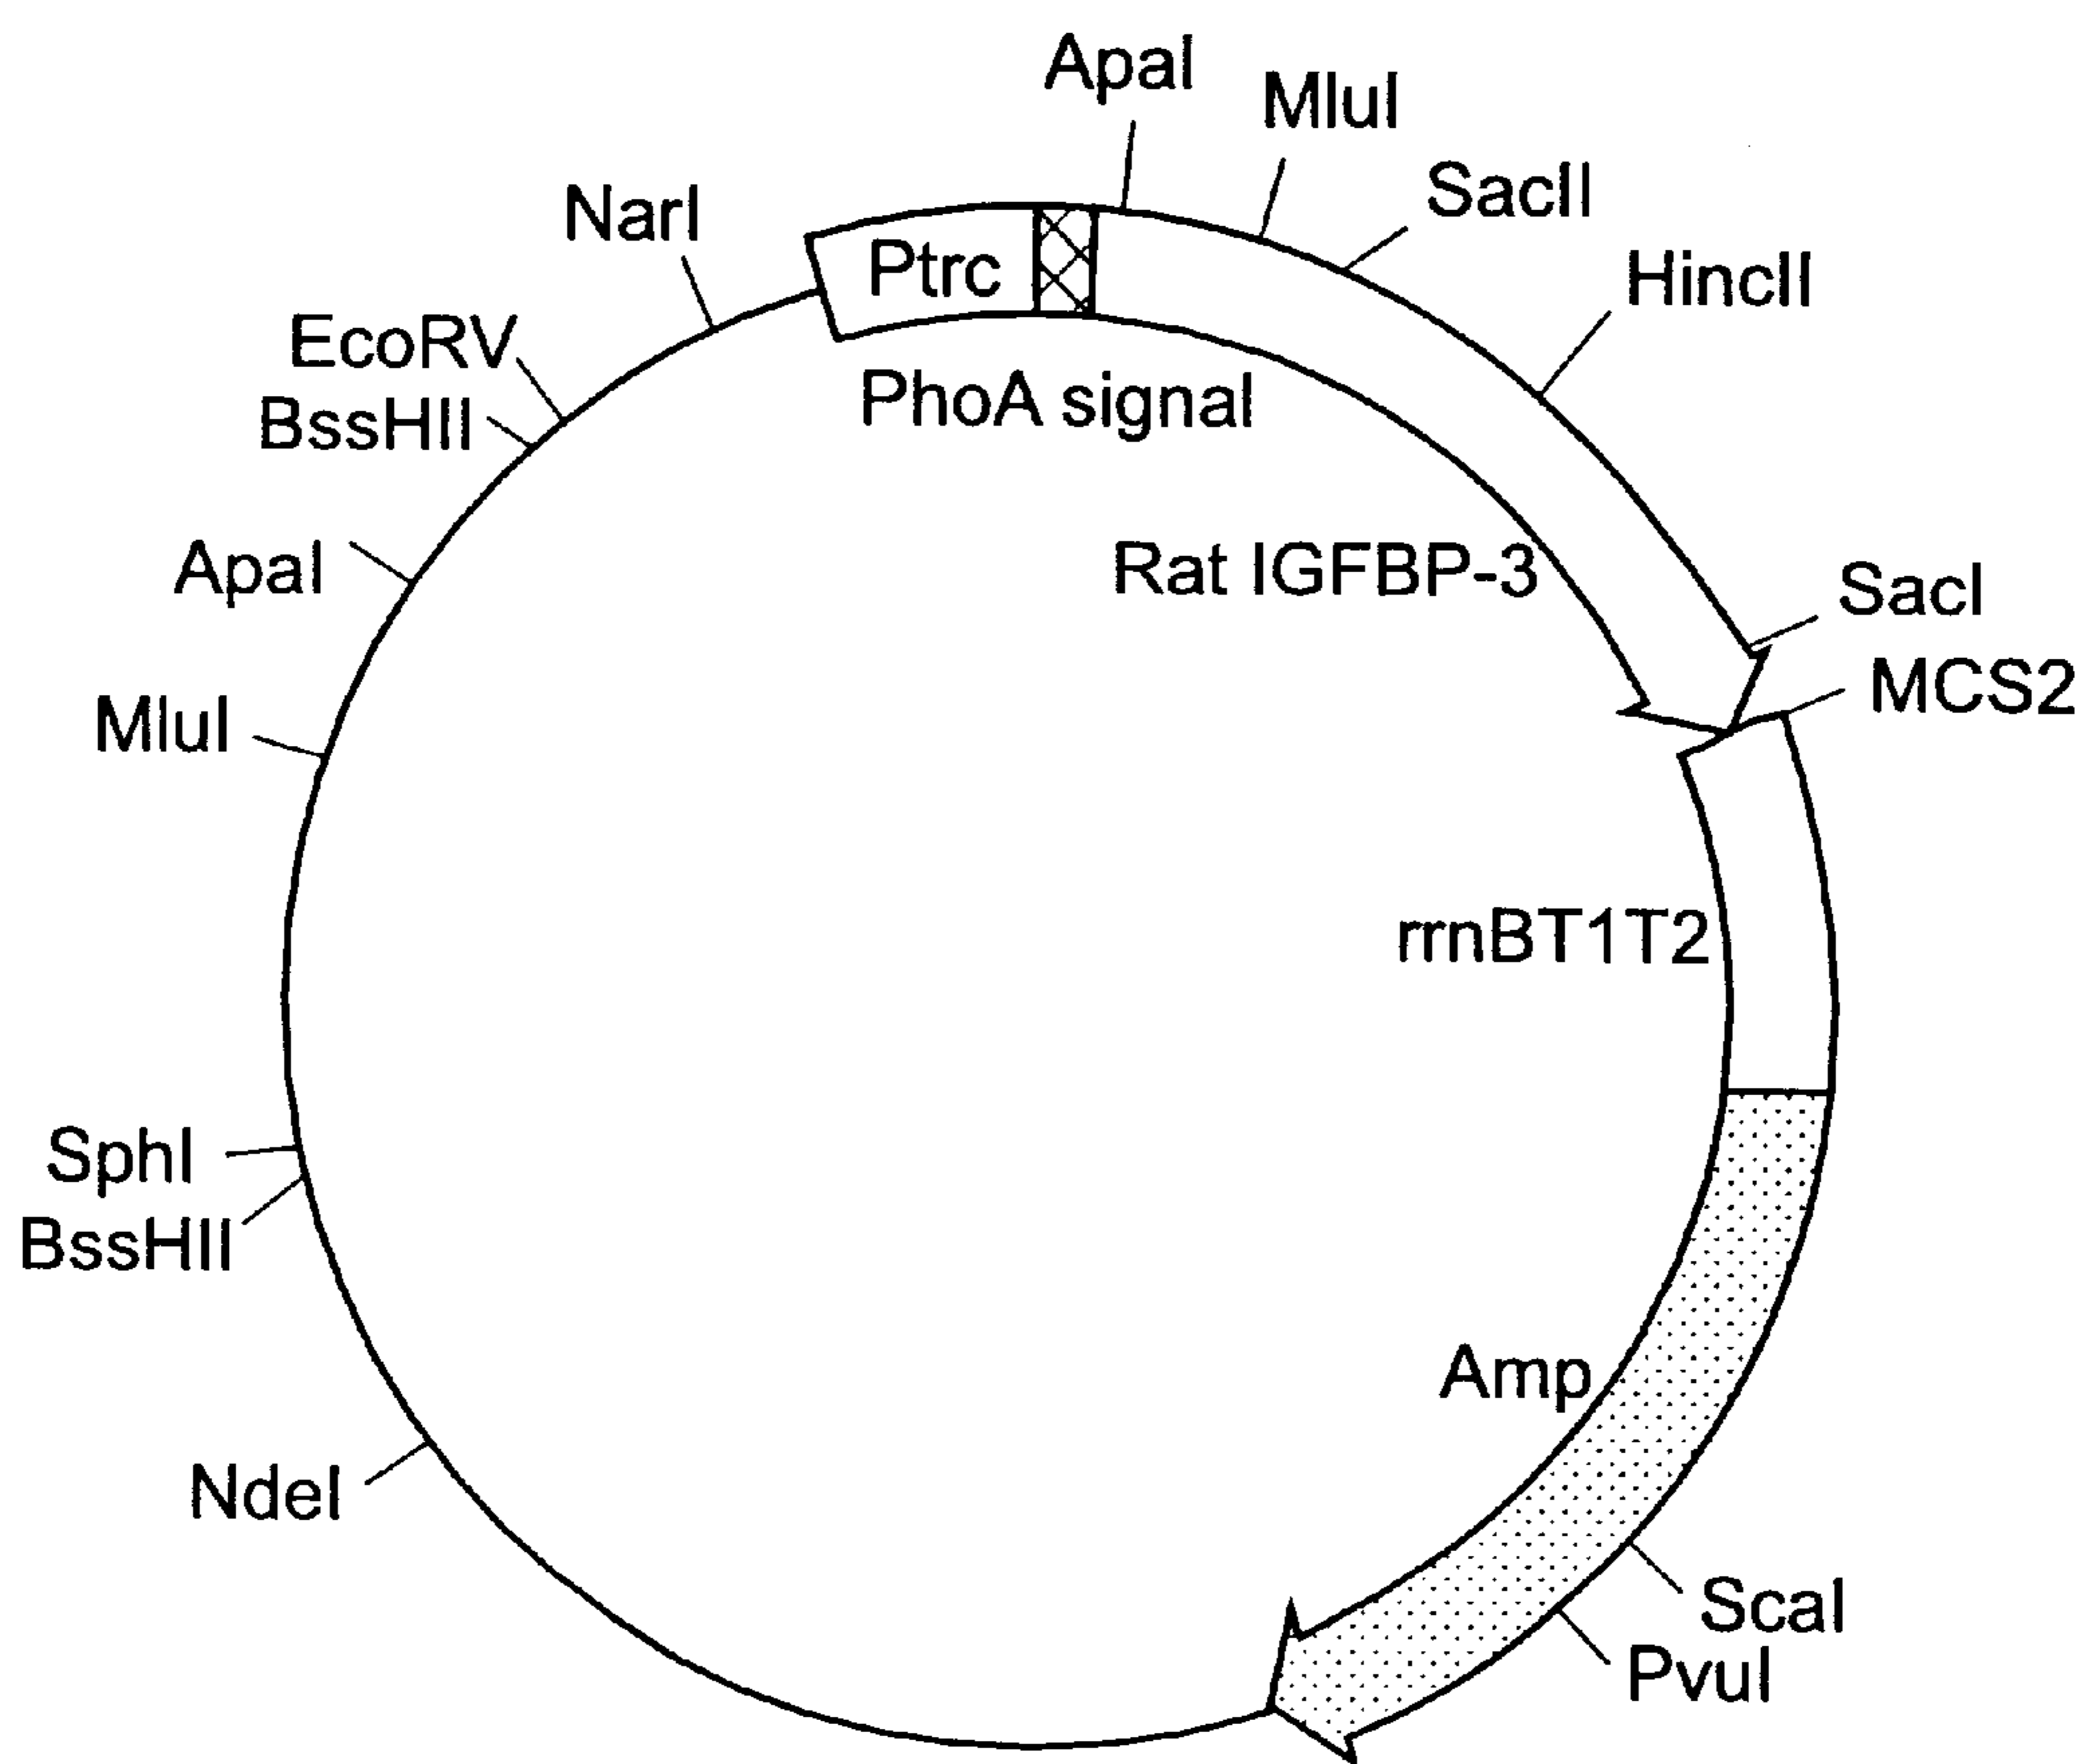 ApaI
MluI
SacII
NarI
Ptrc
HincII
EcoRV
PhoA signal
BssHII
ApaI
Rat IGFBP-3
SacI
MCS2
MluI
rrnBT1T2
SphI
BssHII
Amp
NdeI
ScaI
PvuI